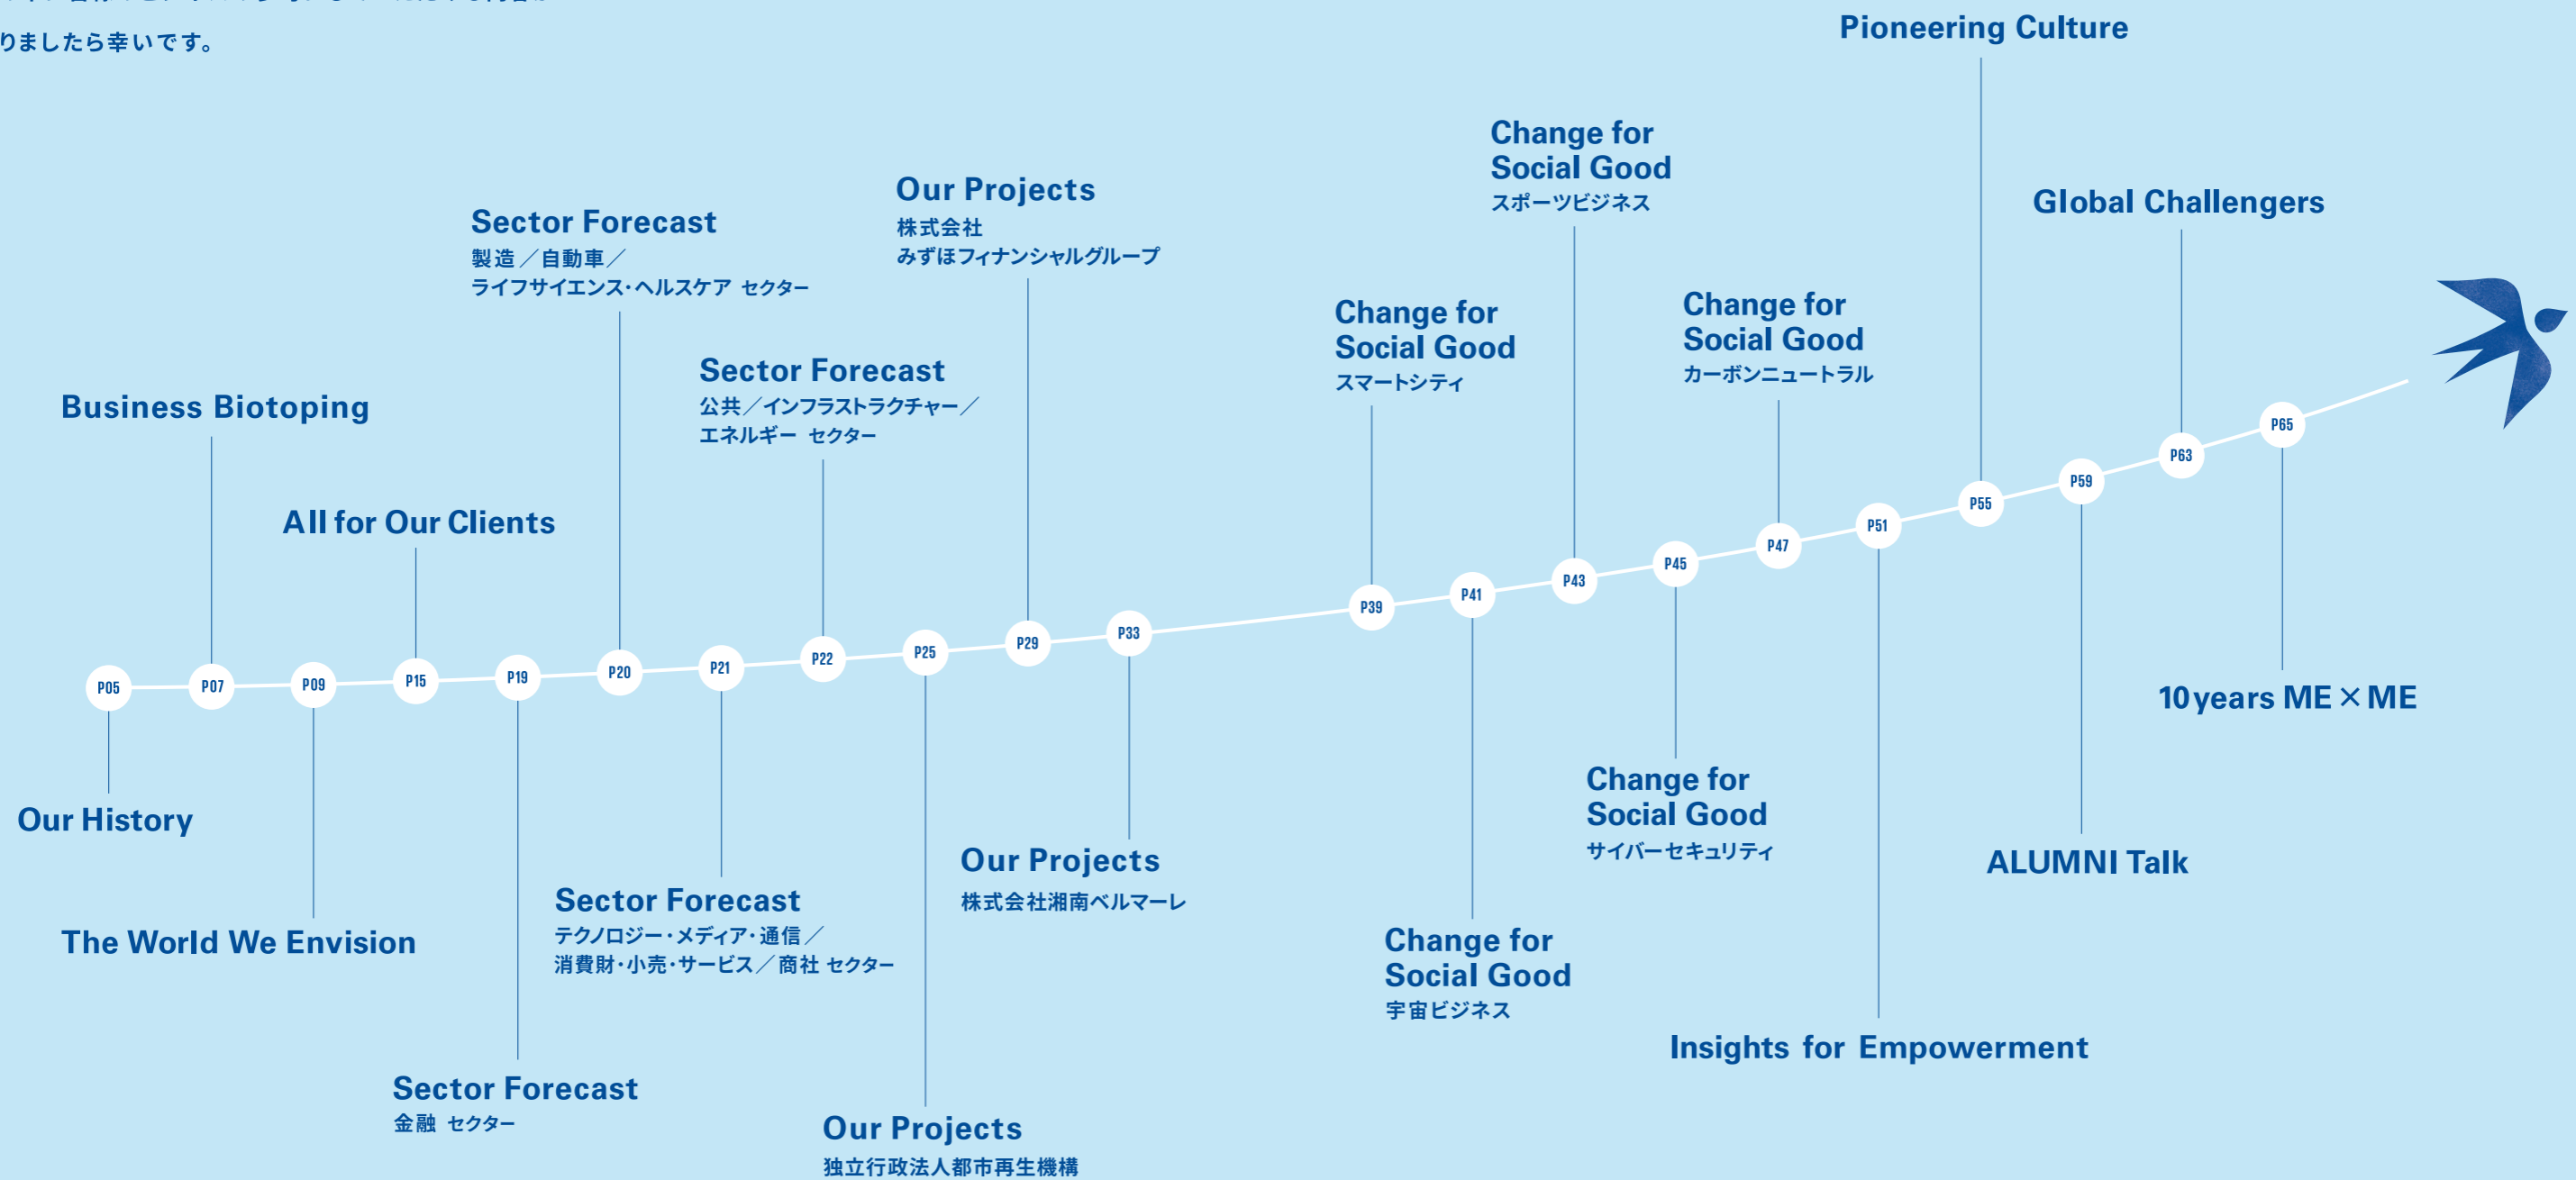 りましたら幸いです。
Our History
P05
Business Biotoping
P07
The World We Envision
P09
All for Our Clients
P15
Sector Forecast
金融 セクター
P19
Sector Forecast
製造／自動車／
ライフサイエンス・ヘルスケア セクター
P20
Sector Forecast
テクノロジー・メディア・通信／
消費財・小売・サービス／商社 セクター
P21
Sector Forecast
公共／インフラストラクチャー／
エネルギー セクター
P22
Our Projects
独立行政法人都市再生機構
P25
Our Projects
株式会社
みずほフィナンシャルグループ
P29
Our Projects
株式会社湘南ベルマーレ
P33
Change for
Social Good
スマートシティ
P39
Change for
Social Good
宇宙ビジネス
P41
Change for
Social Good
スポーツビジネス
P43
Change for
Social Good
サイバーセキュリティ
P45
Change for
Social Good
カーボンニュートラル
P47
Insights for Empowerment
P51
Pioneering Culture
P55
ALUMNI Talk
P59
Global Challengers
P63
10 years ME×ME
P65